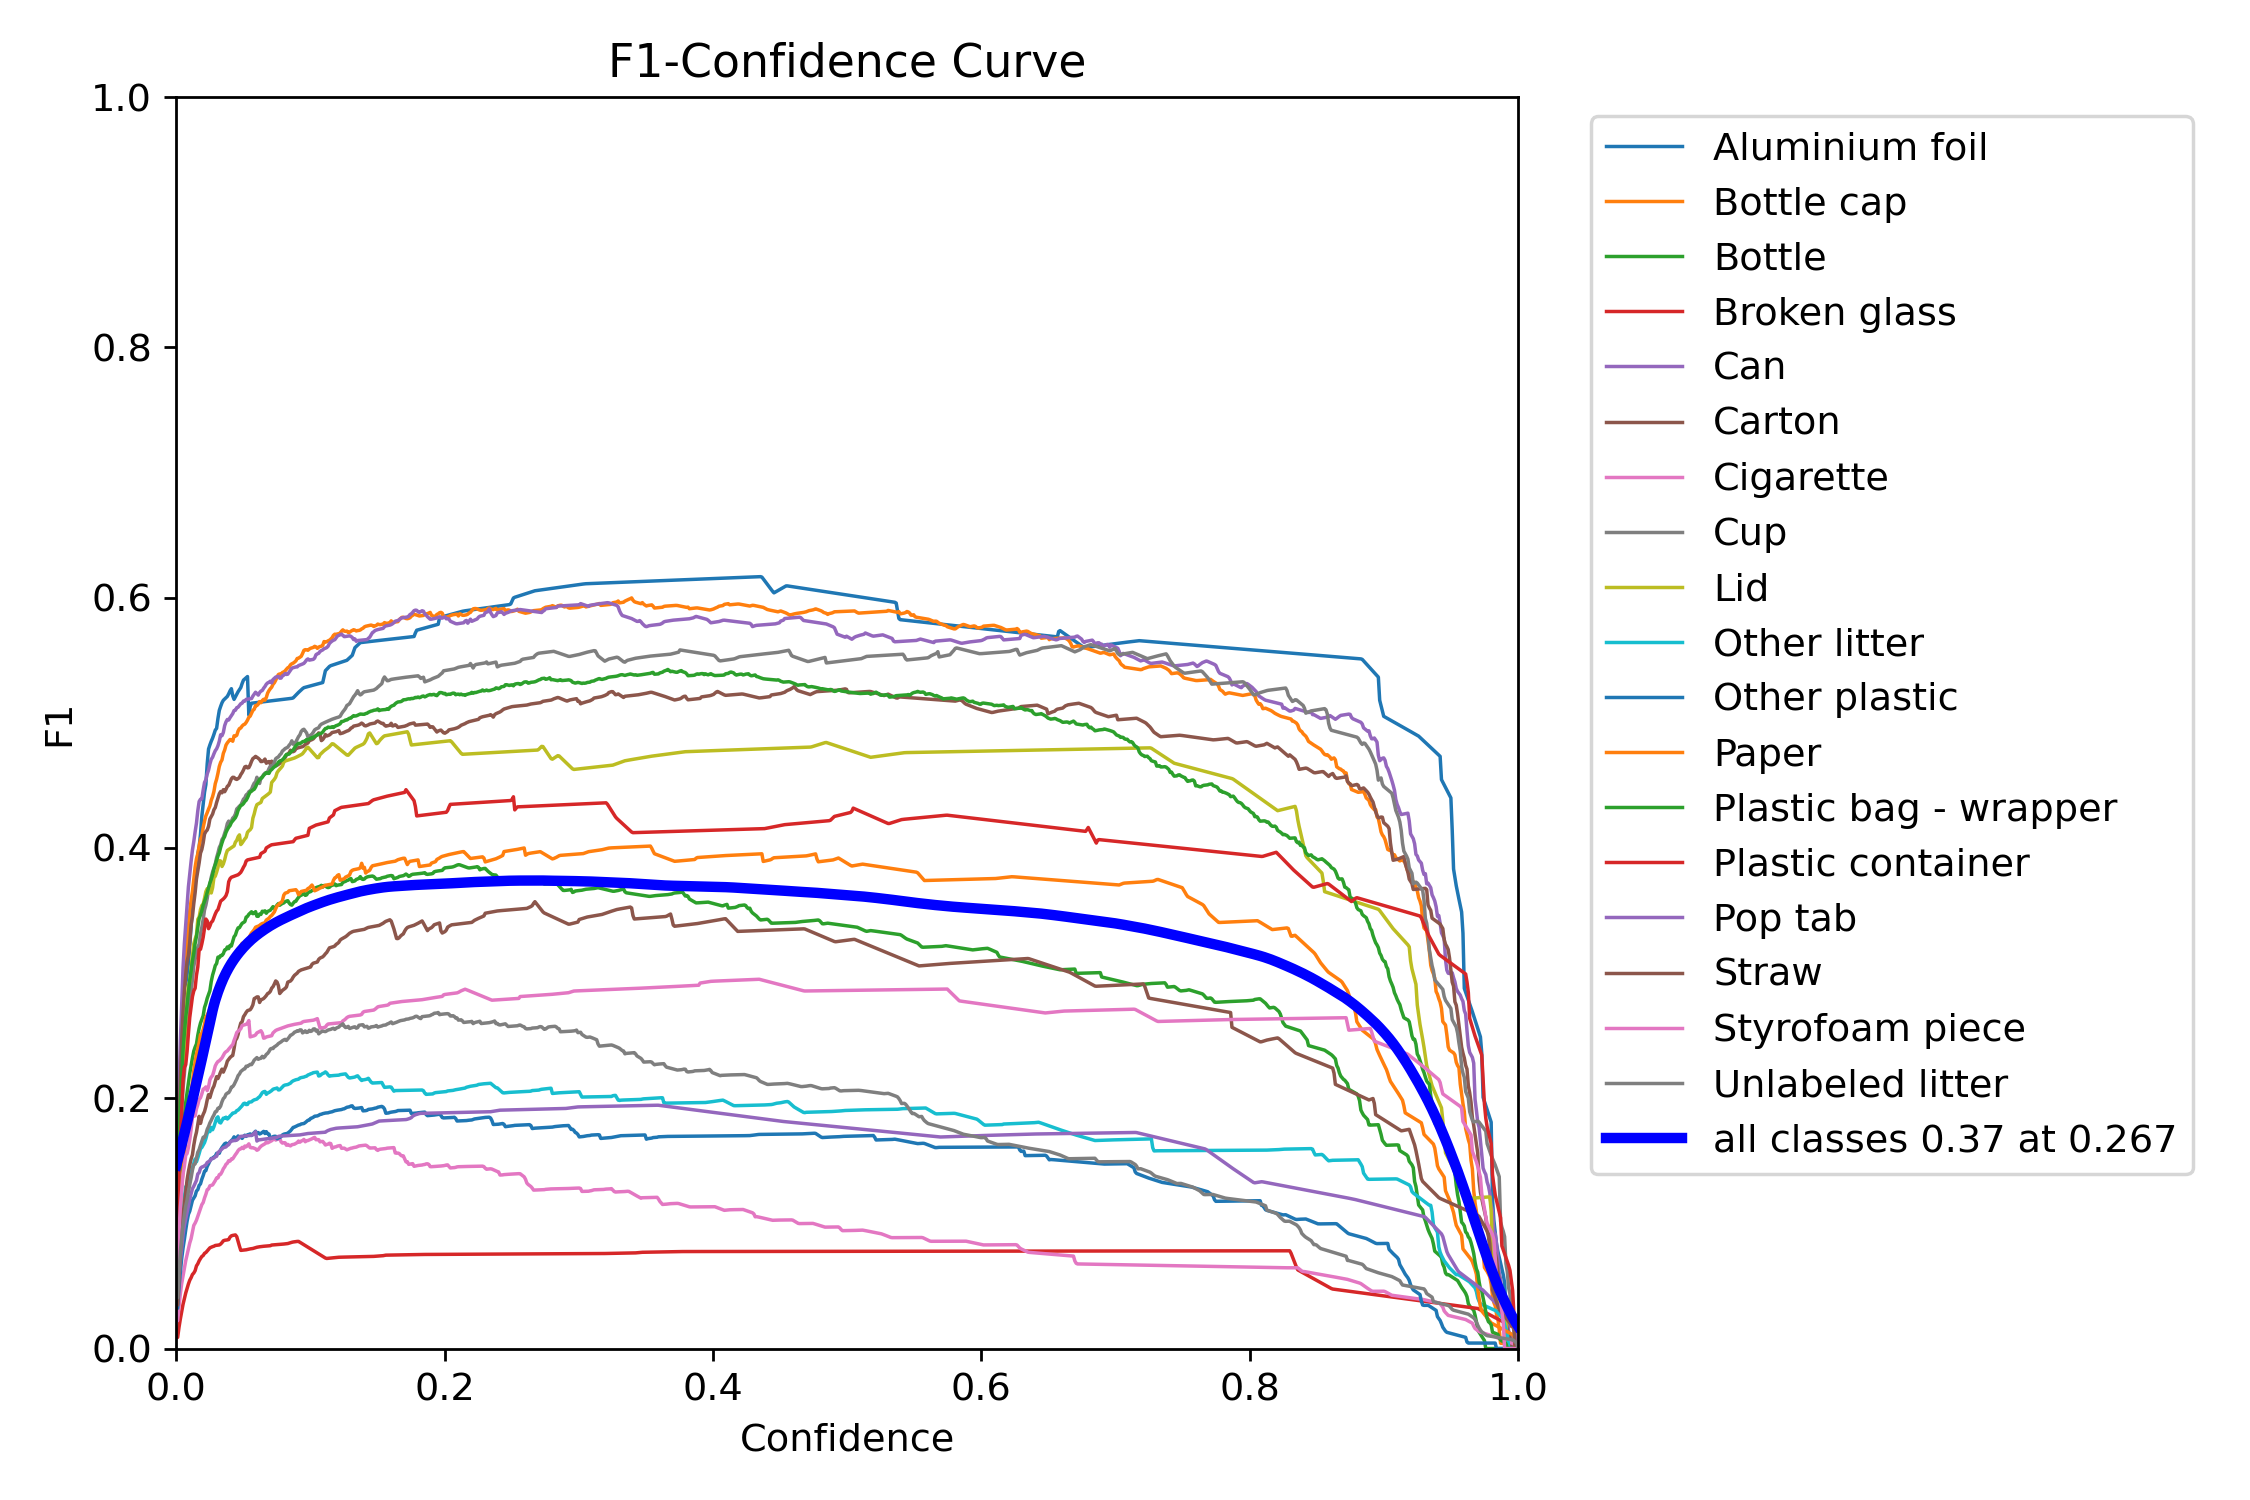 F1-Confidence Curve
1.0
0.8
0.6
0.4
0.2
0.0
F1
0.0 0.2 0.4 0.6 0.8 1.0
Confidence
Aluminium foil
Bottle cap
Bottle
Broken glass
Can
Carton
Cigarette
Cup
Lid
Other litter
Other plastic
Paper
Plastic bag - wrapper
Plastic container
Pop tab
Straw
Styrofoam piece
Unlabeled litter
all classes 0.37 at 0.267